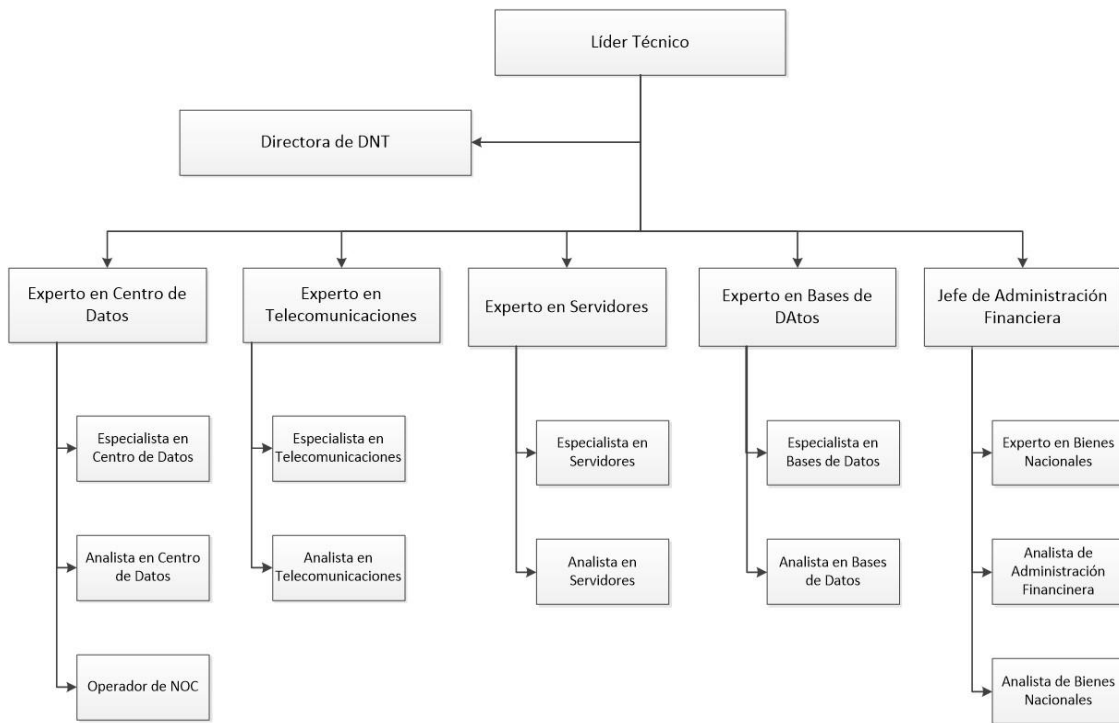 Líder Técnico
Directora de DNT
Experto en Centro de
Datos
Experto en
Telecomunicaciones
Experto en Servidores
Experto en Bases de
DAtos
Jefe de Administración
Financiera
Especialista en
Centro de Datos
Especialista en
Telecomunicaciones
Especialista en
Servidores
Especialista en
Bases de Datos
Experto en Bienes
Nacionales
Analista en Centro
de Datos
Analista en
Telecomunicaciones
Analista en
Servidores
Analista en Bases
de Datos
Analista de
Administración
Financinera
Operador de NOC
Analista de Bienes
Nacionales